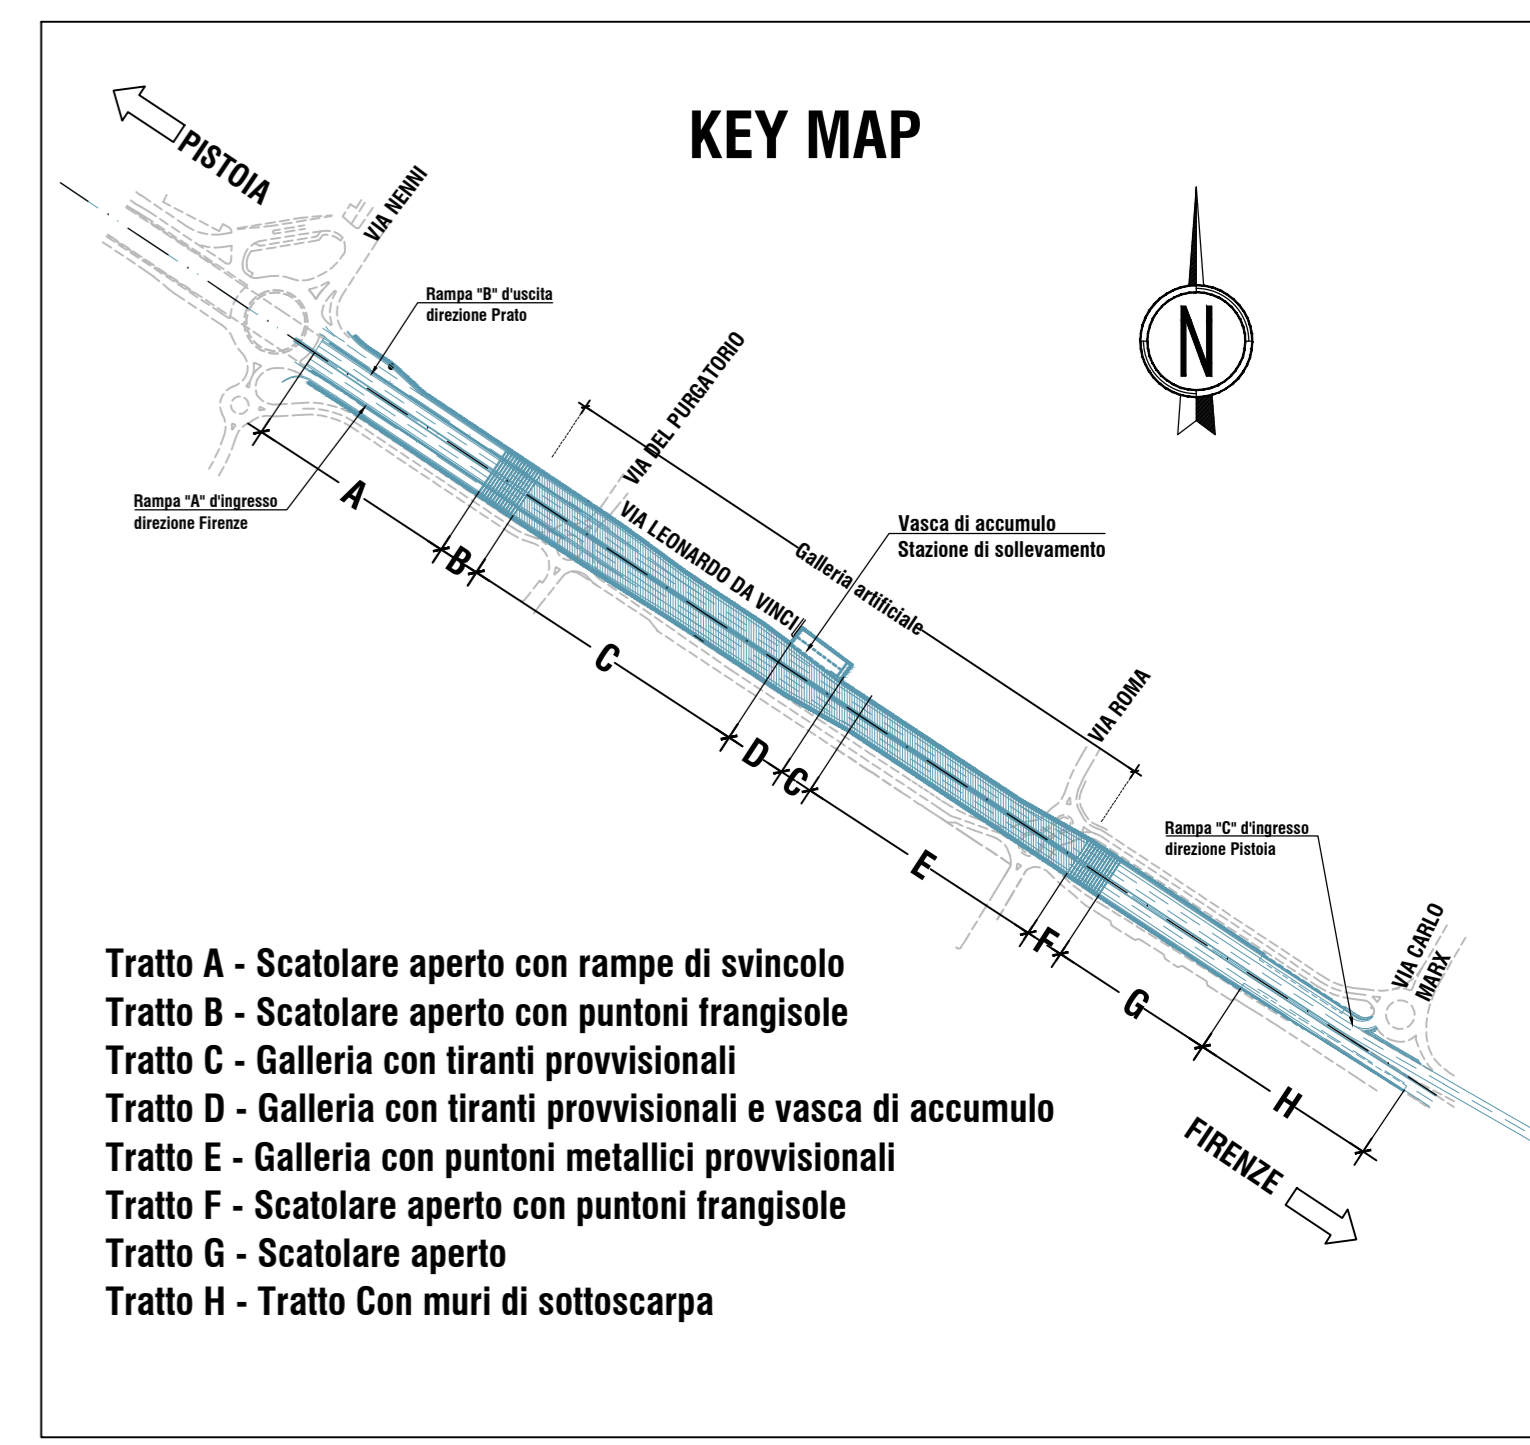 KEY MAP
PISTOIA
VIA NENNI
Rampa "B" d'uscita
direzione Prato
VIA DEL PURGATORIO
N
Rampa "A" d'ingresso
direzione Firenze
VIA LEONARDO DA VINCI
Galleria artificiale
Vasca di accumulo
Stazione di sollevamento
VIA ROMA
Rampa "C" d'ingresso
direzione Pistoia
VIA CARLO
MARX
A
B
C
D
C
E
F
G
H
FIRENZE
Tratto A - Scatolare aperto con rampe di svincolo
Tratto B - Scatolare aperto con puntoni frangisole
Tratto C - Galleria con tiranti provvisionali
Tratto D - Galleria con tiranti provvisionali e vasca di accumulo
Tratto E - Galleria con puntoni metallici provvisionali
Tratto F - Scatolare aperto con puntoni frangisole
Tratto G - Scatolare aperto
Tratto H - Tratto Con muri di sottoscarpa